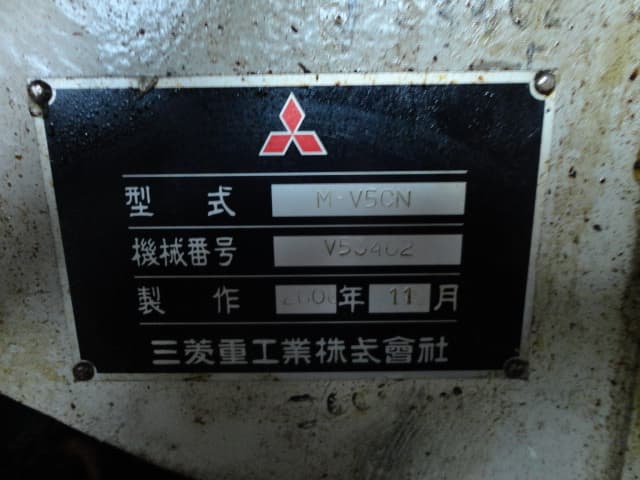 型式 M-V5CN
機械番号
製作 年 11 月
三菱重工業株式會社